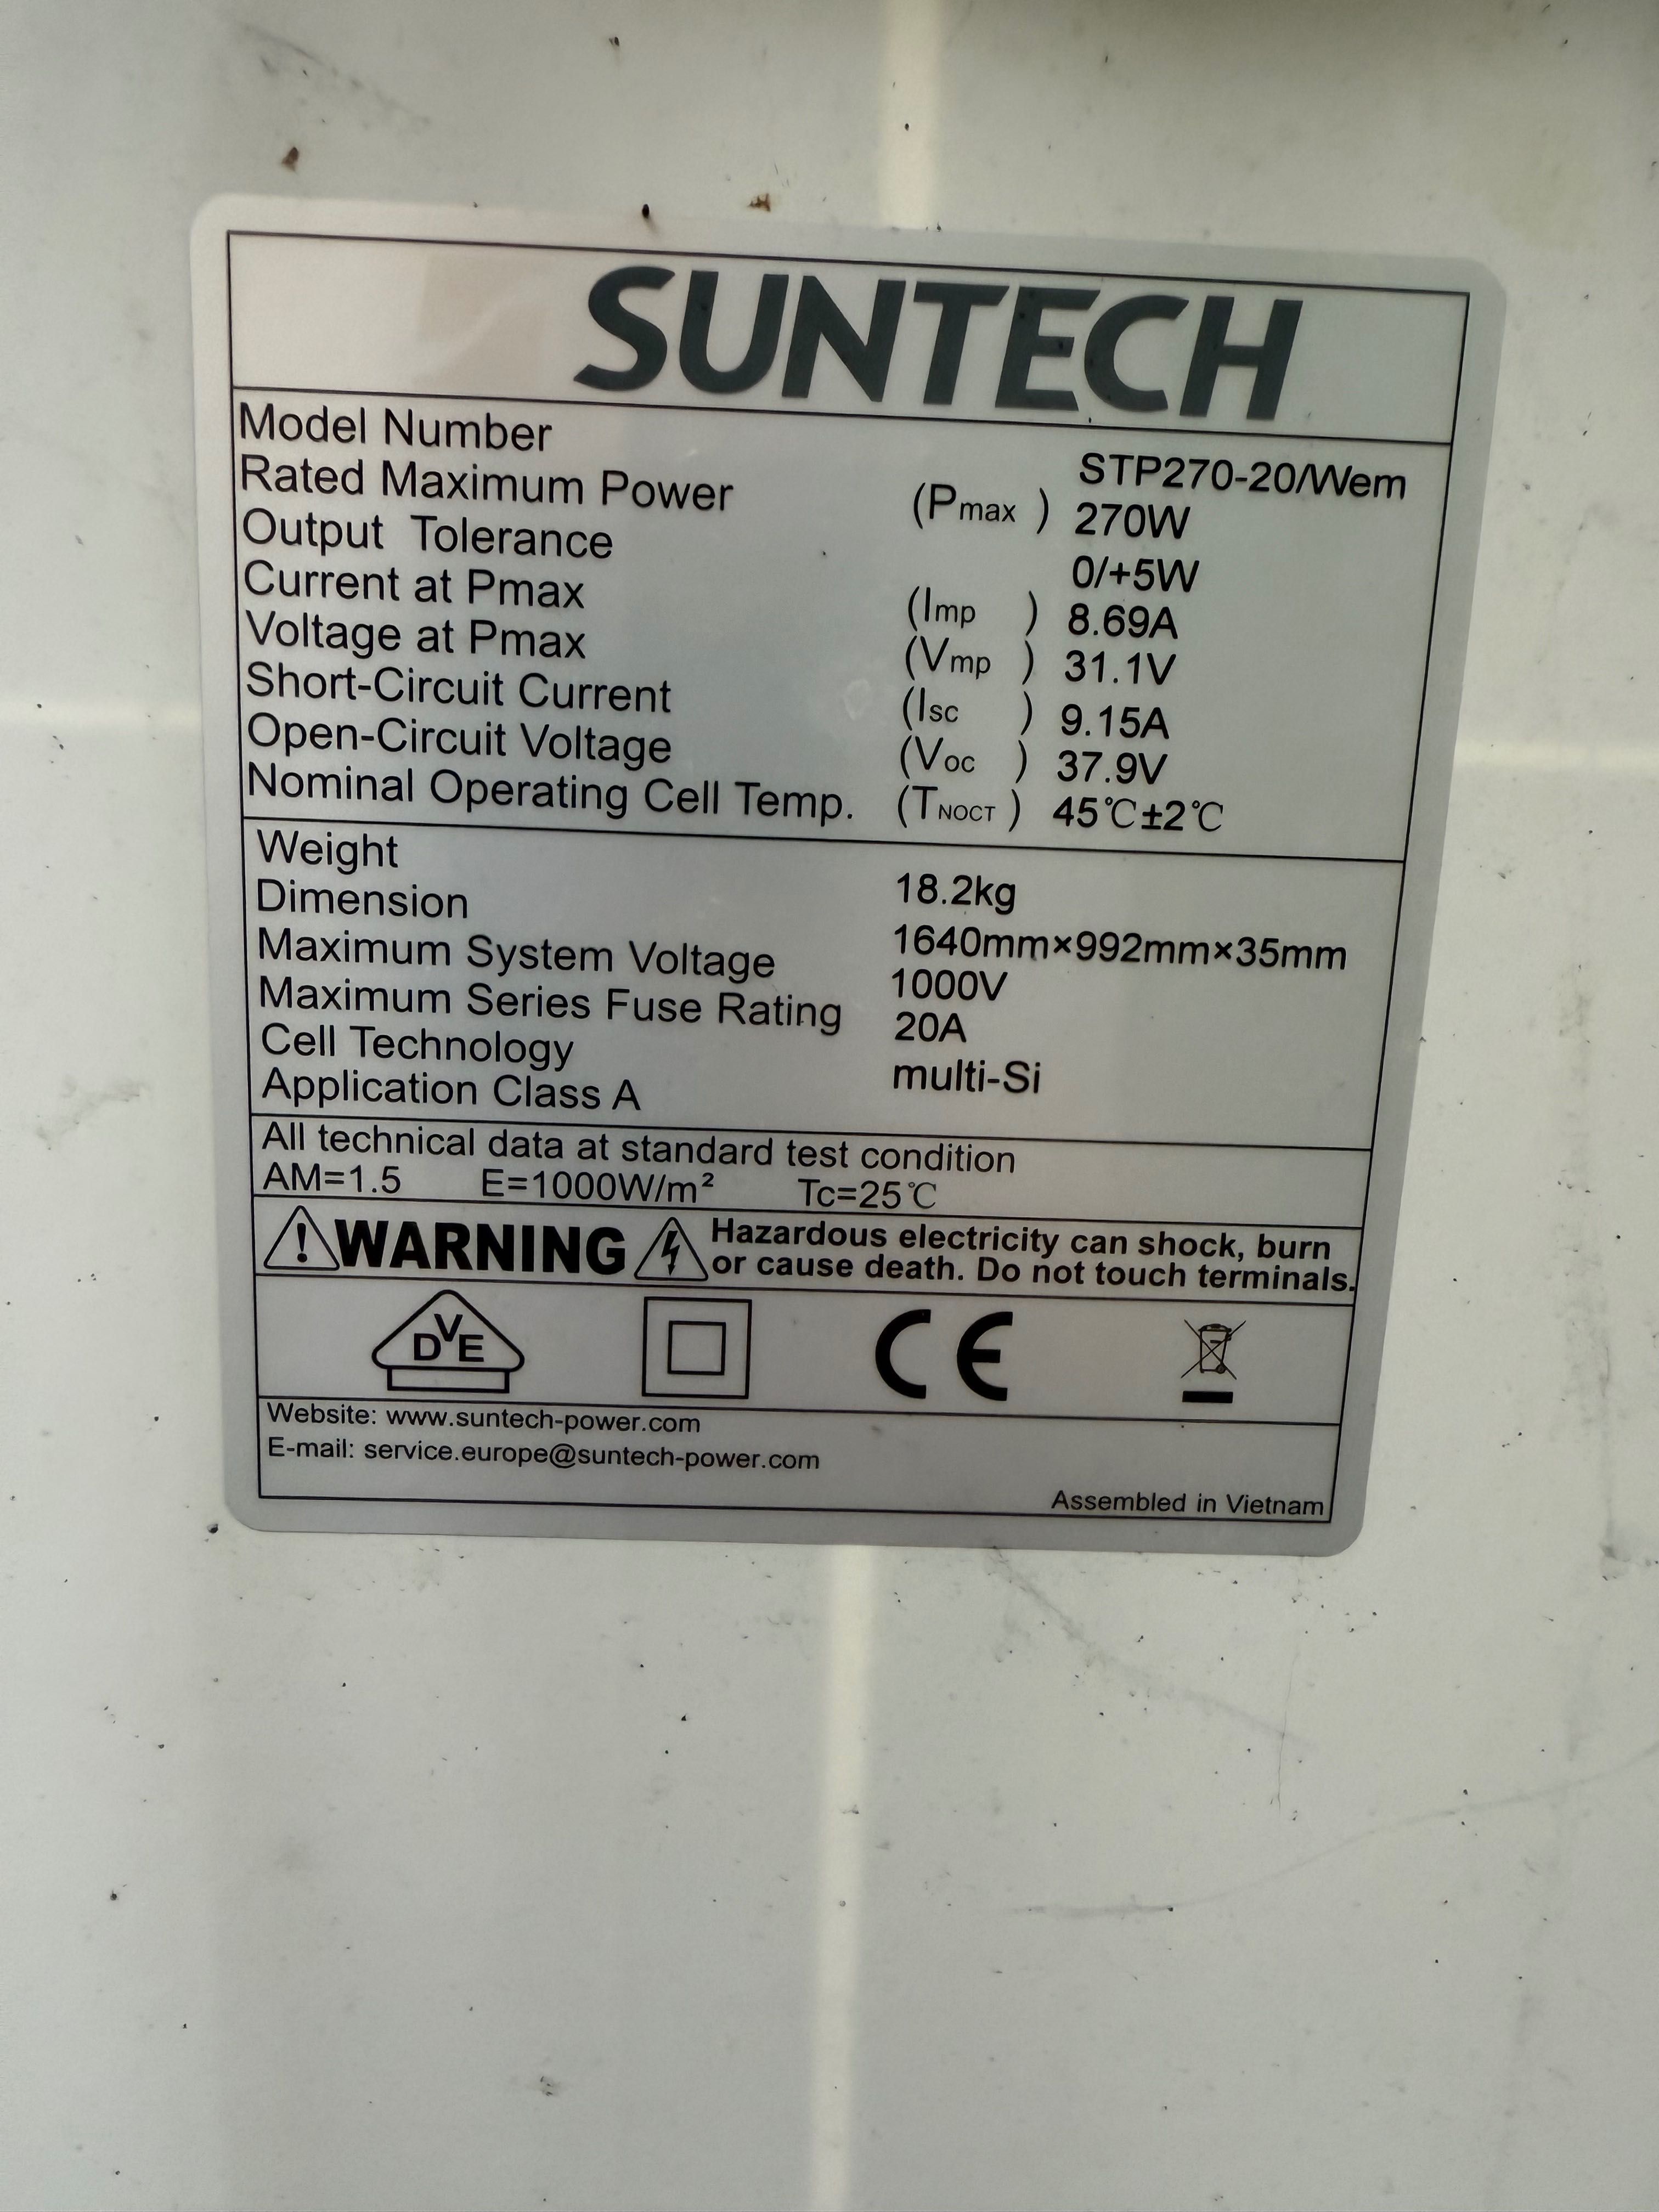 SUNTECH
Model Number STP270-20/Wem
Rated Maximum Power (Pmax) 270W
Output Tolerance 0/+5W
Current at Pmax (Imp) 8.69A
Voltage at Pmax (Vmp) 31.1V
Short-Circuit Current (Isc) 9.15A
Open-Circuit Voltage (Voc) 37.9V
Nominal Operating Cell Temp. (TNOCT) 45℃±2℃
Weight 18.2kg
Dimension 1640mm×992mm×35mm
Maximum System Voltage 1000V
Maximum Series Fuse Rating 20A
Cell Technology multi-Si
Application Class A
All technical data at standard test condition
AM=1.5 E=1000W/m² Tc=25℃
WARNING Hazardous electricity can shock, burn
or cause death. Do not touch terminals.
DVE CE
Website: www.suntech-power.com
E-mail: service.europe@suntech-power.com
Assembled in Vietnam